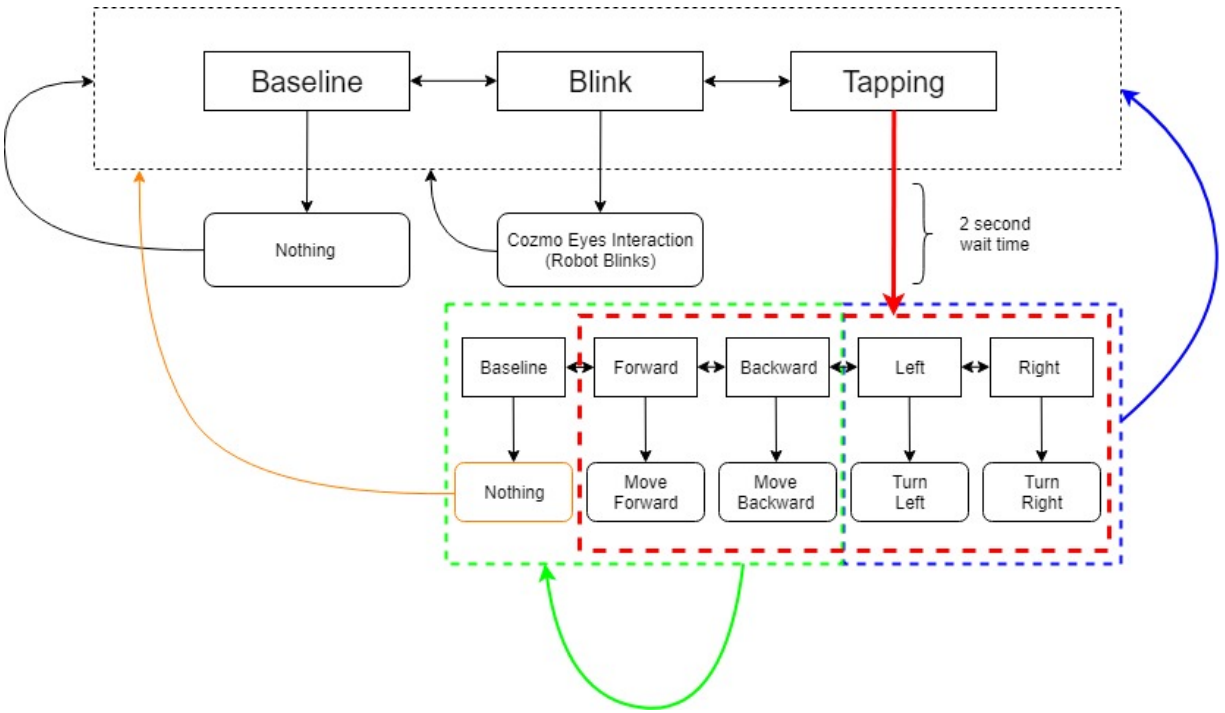 Baseline
Blink
Tapping
Nothing
Cozmo Eyes Interaction
(Robot Blinks)
2 second
wait time
Baseline
Forward
Backward
Left
Right
Nothing
Move
Forward
Move
Backward
Turn
Left
Turn
Right